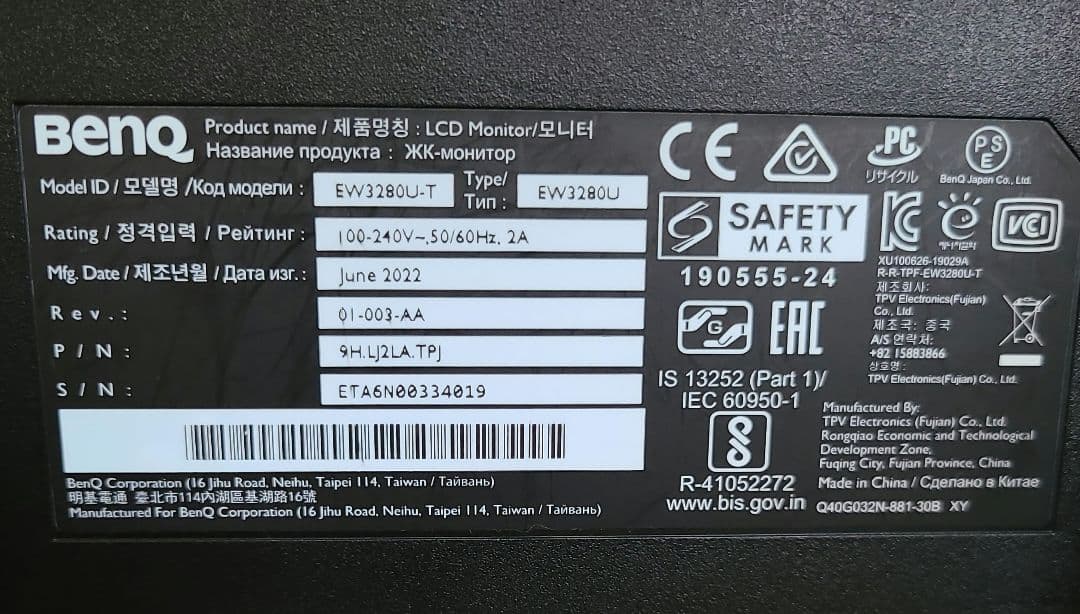 BenQ
Product name / 제품명칭 : LCD Monitor/모니터
Название продукта : ЖК-монитор
Model ID / 모델명 /Код модели : EW3280U-T Type/ Тип : EW3280U
Rating / 정격입력 / Рейтинг : 100-240V~,50/60Hz, 2A
Mfg. Date / 제조년월 / Дата изг.: June 2022
Rev.: 01-003-AA
P / N : 9H.LJ2LA.TPJ
S / N : ETA6N00334019
BenQ Corporation (16 Jihu Road, Neihu, Taipei 114, Taiwan / Тайвань)
明基電通 臺北市114內湖區基湖路16號
Manufactured For BenQ Corporation (16 Jihu Road, Neihu, Taipei 114, Taiwan / Тайвань)
CE
PC
リサイクル
PSE
BenQ Japan Co., Ltd.
SAFETY
MARK
190555-24
KC
e
에너지절약
VCCI
XU100626-19029A
R-R-TPF-EW3280U-T
제조회사:
TPV Electronics(Fujian)
Co., Ltd.
제조국: 중국
A/S 연락처:
+82 15883866
상호명 :
TPV Electronics(Fujian) Co., Ltd.
G
EAC
IS 13252 (Part 1)/
IEC 60950-1
R-41052272
www.bis.gov.in
Manufactured By:
TPV Electronics (Fujian) Co., Ltd.
Rongqiao Economic and Technological
Development Zone,
Fuqing City, Fujian Province, China
Made in China / Сделано в Китае
Q40G032N-881-30B XY